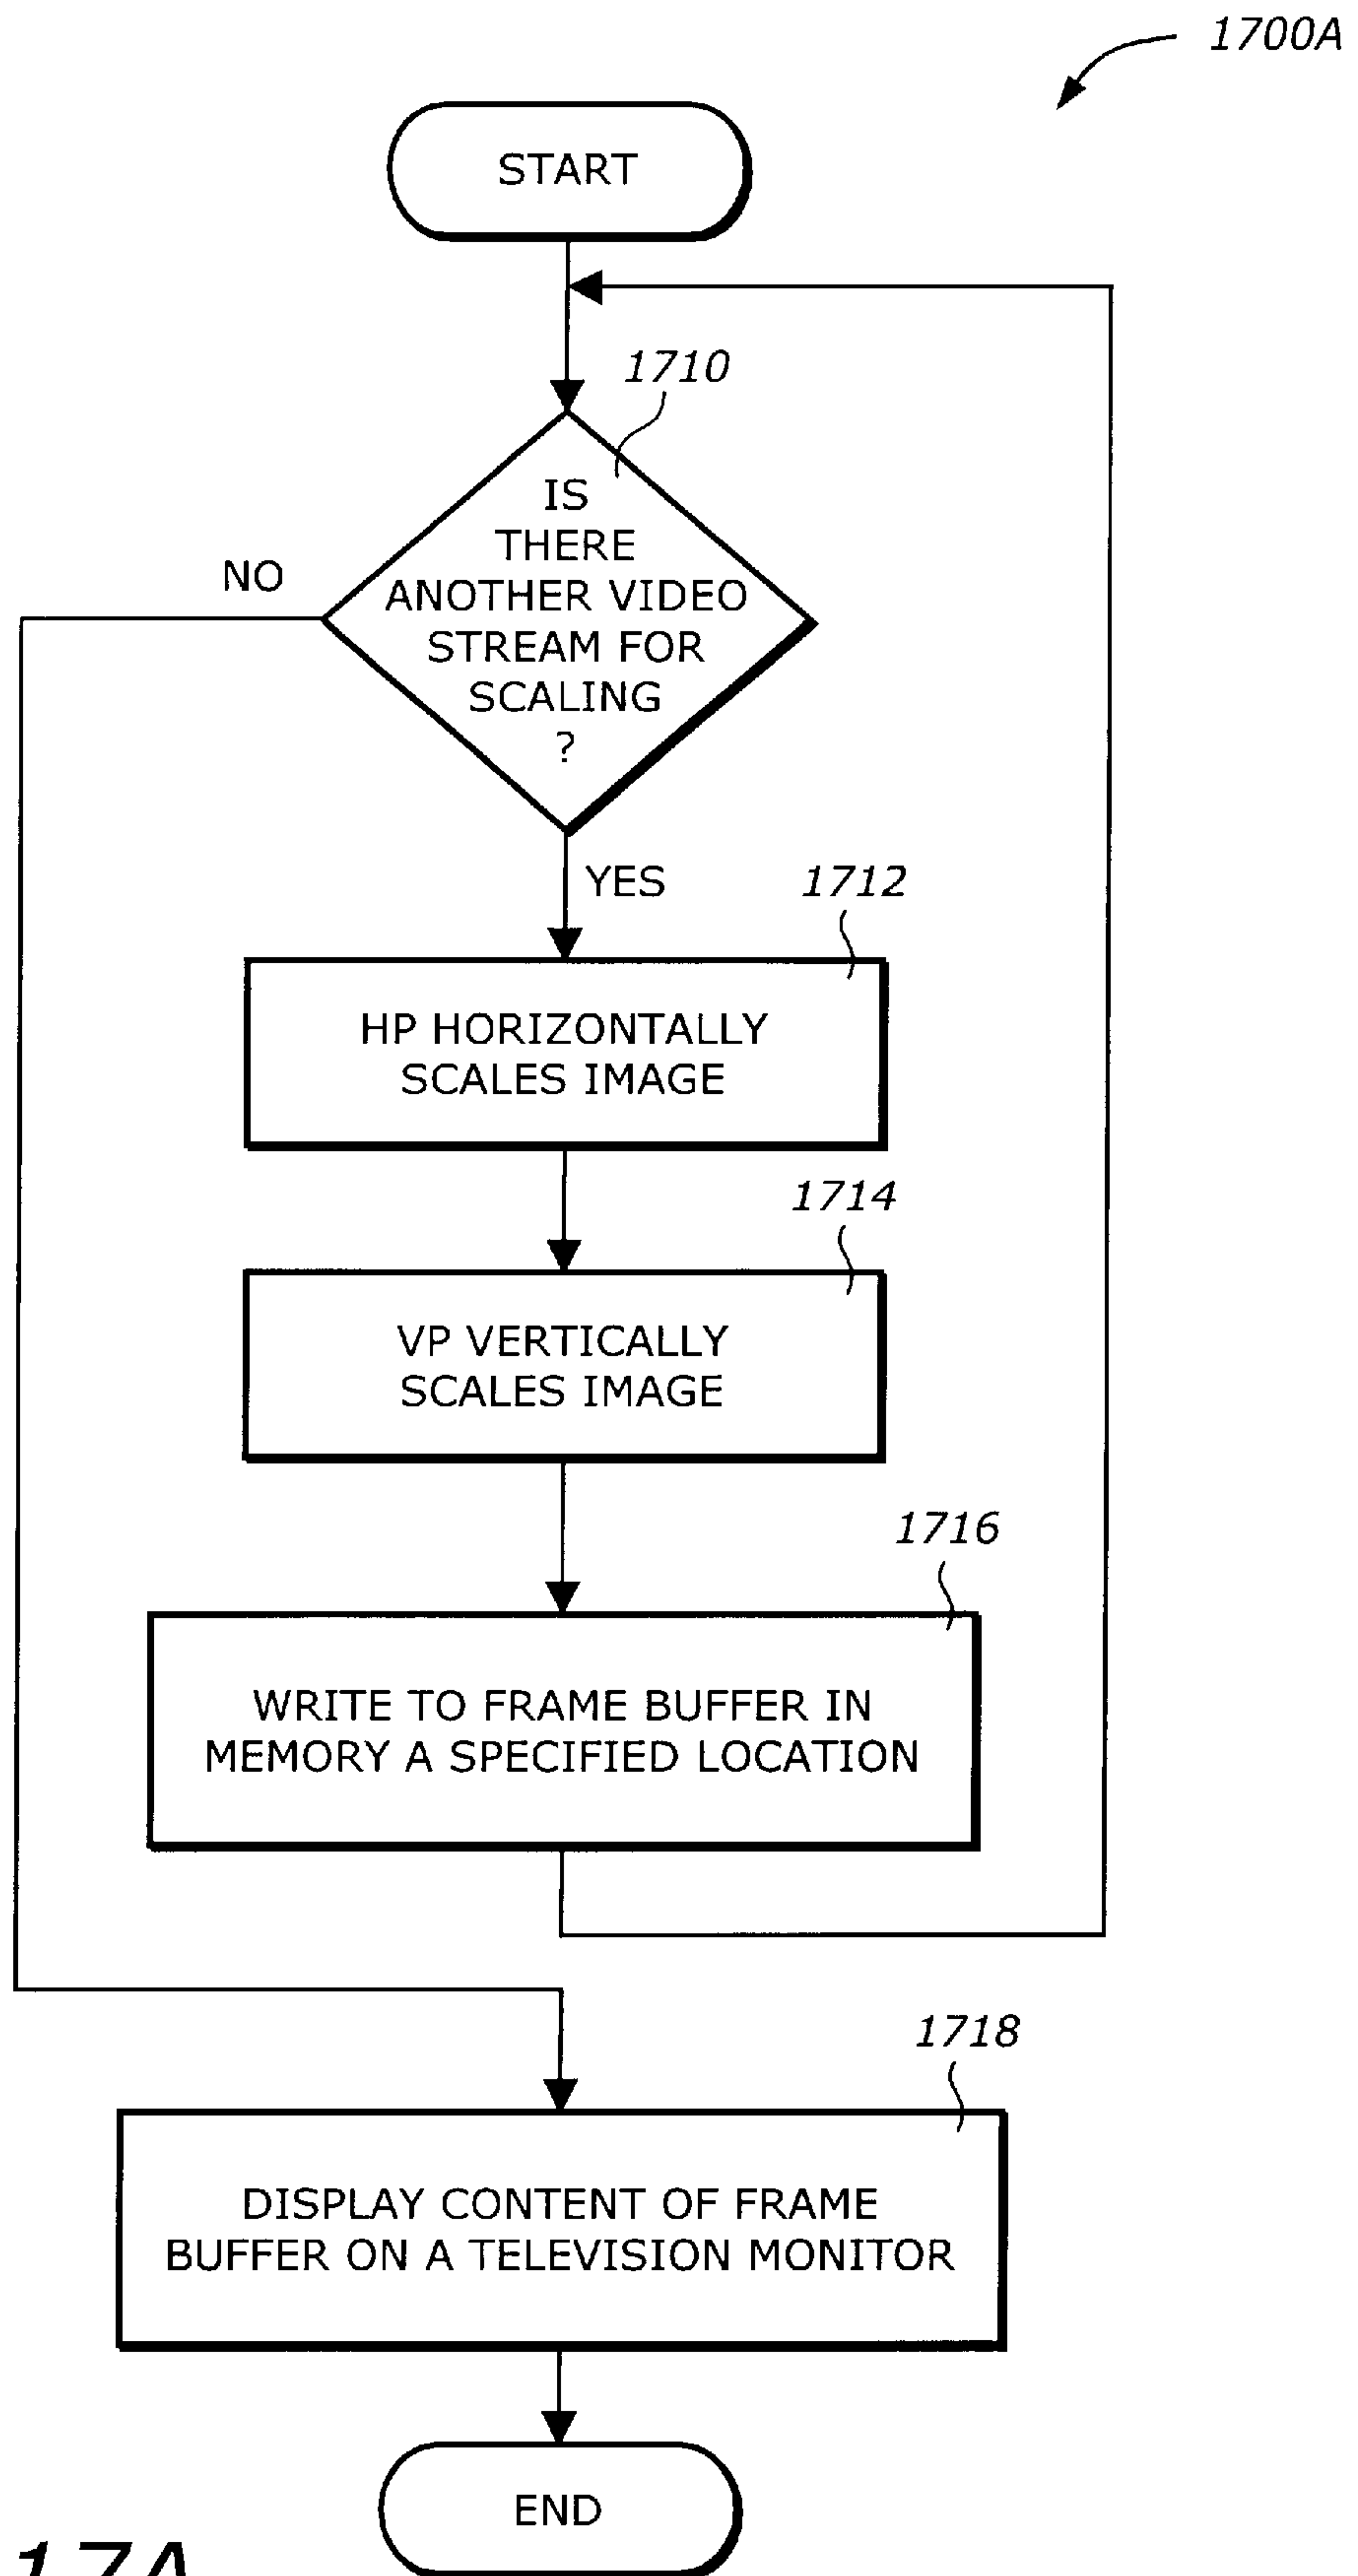 1700A
START
1710
IS
THERE
ANOTHER VIDEO
STREAM FOR
SCALING
?
NO
YES
1712
HP HORIZONTALLY
SCALES IMAGE
1714
VP VERTICALLY
SCALES IMAGE
1716
WRITE TO FRAME BUFFER IN
MEMORY A SPECIFIED LOCATION
1718
DISPLAY CONTENT OF FRAME
BUFFER ON A TELEVISION MONITOR
END
17A